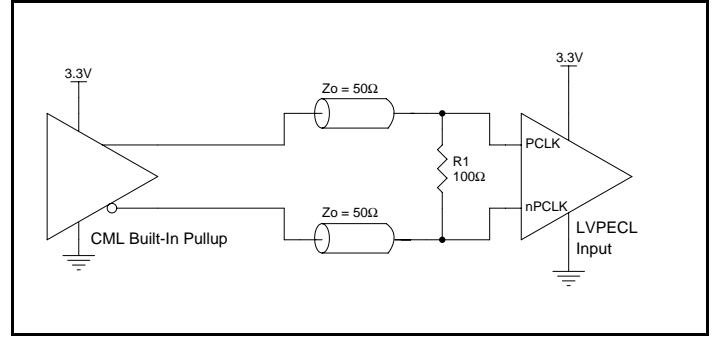 3.3V
3.3V
Zo = 50Ω
PCLK
R1
100Ω
Zo = 50Ω
nPCLK
CML Built-In Pullup
LVPECL
Input